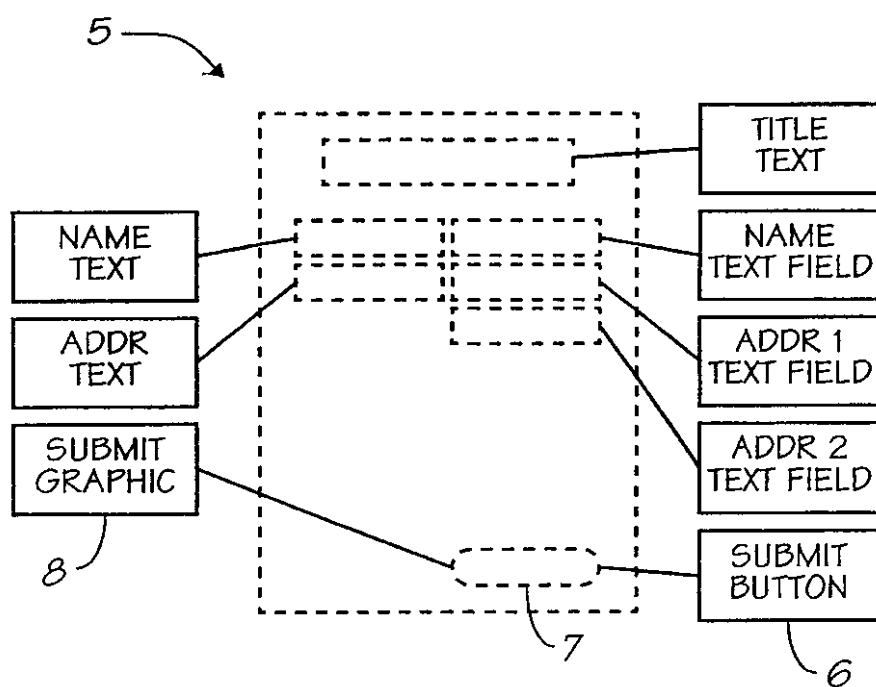 5
TITLE
TEXT
NAME
TEXT
NAME
TEXT FIELD
ADDR
TEXT
ADDR 1
TEXT FIELD
SUBMIT
GRAPHIC
ADDR 2
TEXT FIELD
8
SUBMIT
BUTTON
7
6